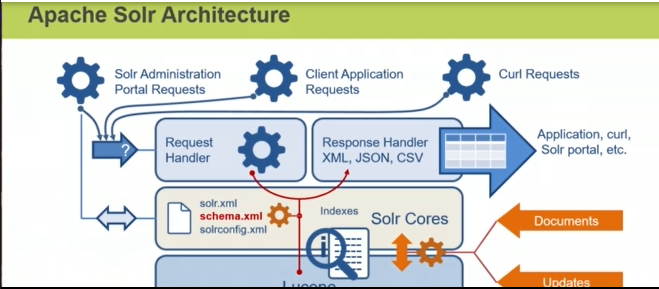 Apache Solr Architecture
Solr Administration
Portal Requests
Client Application
Requests
Curl Requests
?
Request
Handler
Response Handler
XML, JSON, CSV
Application, curl,
Solr portal, etc.
solr.xml
schema.xml
solrconfig.xml
Indexes
Solr Cores
i
Documents
Updates
Lucene